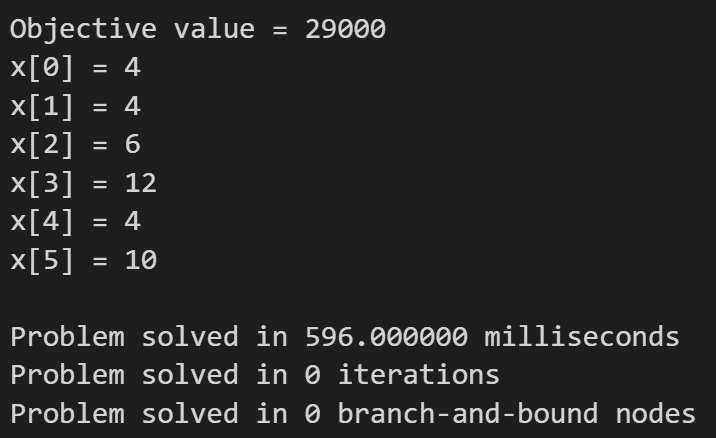 Objective value = 29000
x[0] = 4
x[1] = 4
x[2] = 6
x[3] = 12
x[4] = 4
x[5] = 10
Problem solved in 596.000000 milliseconds
Problem solved in 0 iterations
Problem solved in 0 branch-and-bound nodes